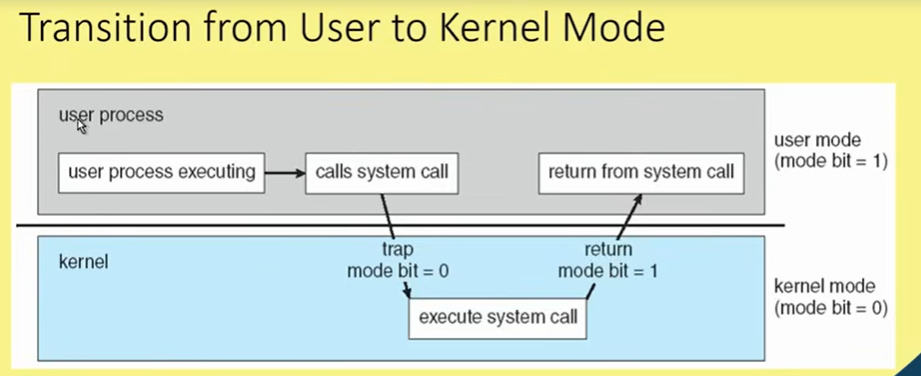 Transition from User to Kernel Mode
user process
user process executing
calls system call
return from system call
user mode
(mode bit = 1)
kernel
trap
mode bit = 0
return
mode bit = 1
execute system call
kernel mode
(mode bit = 0)